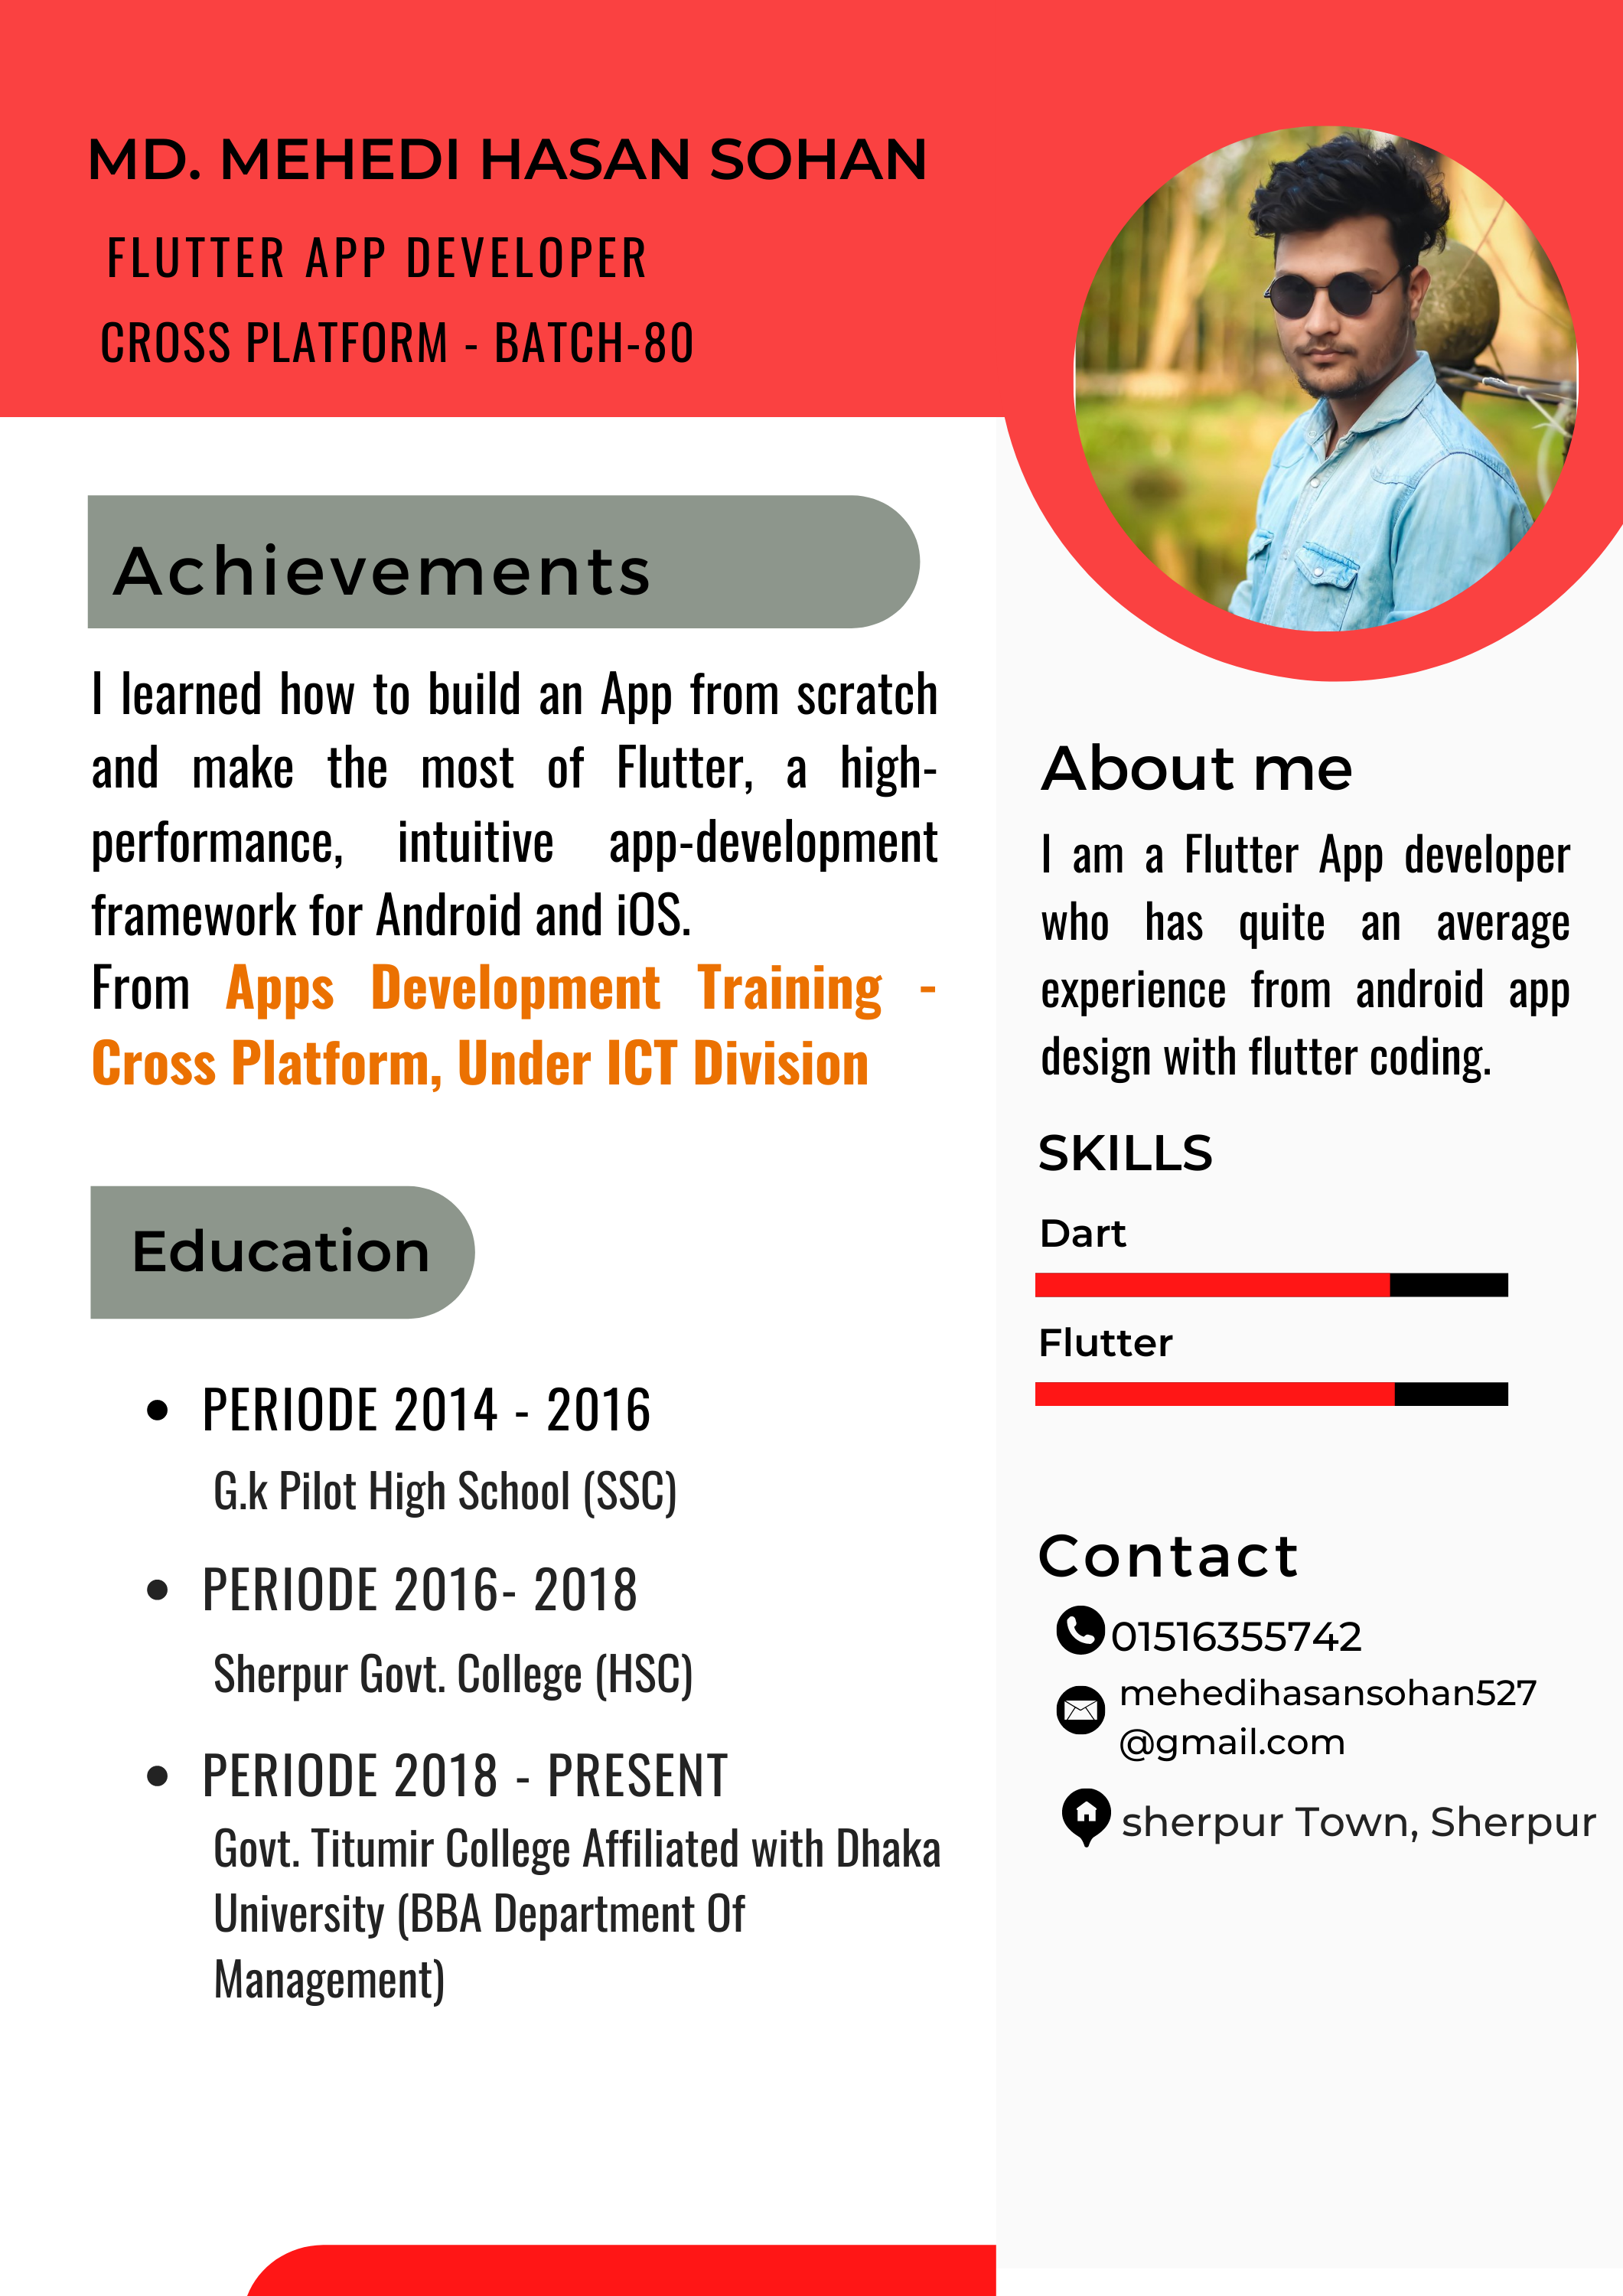 MD. MEHEDI HASAN SOHAN
FLUTTER APP DEVELOPER
CROSS PLATFORM - BATCH-80
Achievements
I learned how to build an App from scratch
and make the most of Flutter, a high-
performance, intuitive app-development
framework for Android and iOS.
From Apps Development Training -
Cross Platform, Under ICT Division
Education
• PERIODE 2014 - 2016
G.k Pilot High School (SSC)
• PERIODE 2016- 2018
Sherpur Govt. College (HSC)
• PERIODE 2018 - PRESENT
Govt. Titumir College Affiliated with Dhaka
University (BBA Department Of
Management)
About me
I am a Flutter App developer
who has quite an average
experience from android app
design with flutter coding.
SKILLS
Dart
Flutter
Contact
01516355742
mehedihasansohan527
@gmail.com
sherpur Town, Sherpur